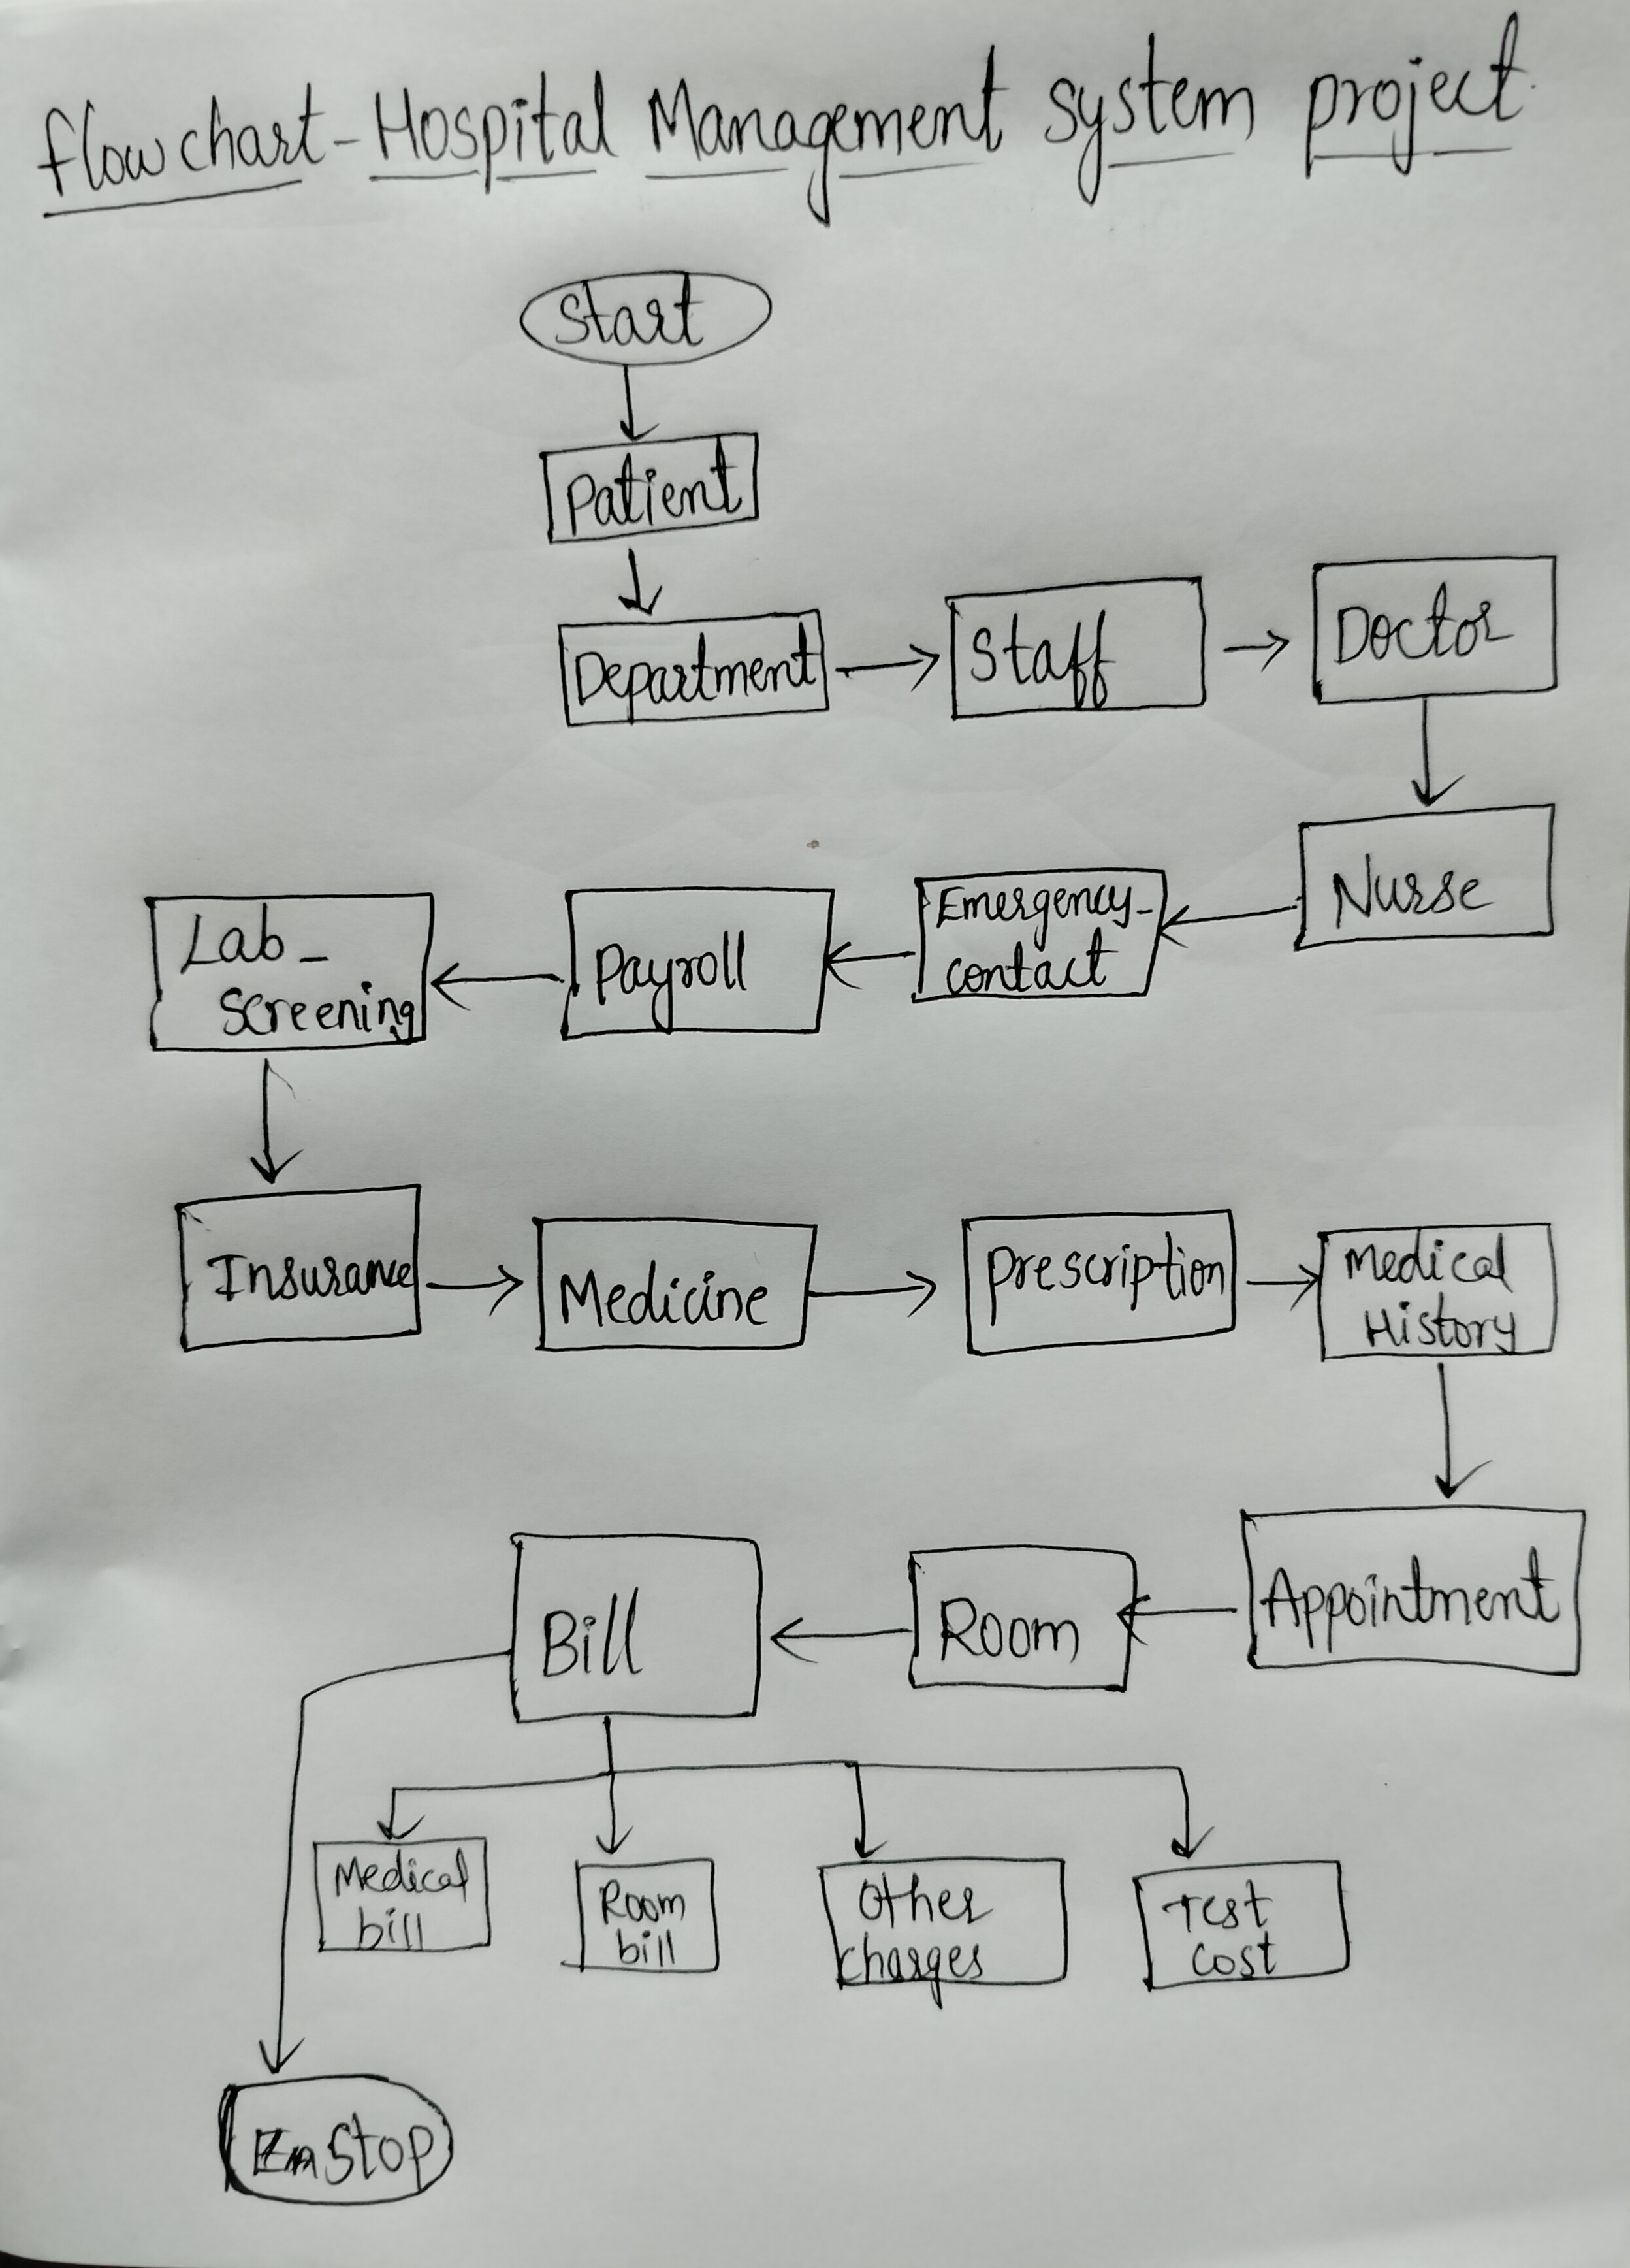 Flow chart - Hospital Management system project
Start
Patient
Department
Staff
Doctor
Nurse
Emergency_
contact
Payroll
Lab_
screening
Insurance
Medicine
Prescription
Medical
History
Appointment
Room
Bill
Medical
bill
Room
bill
Other
charges
Test
cost
Stop